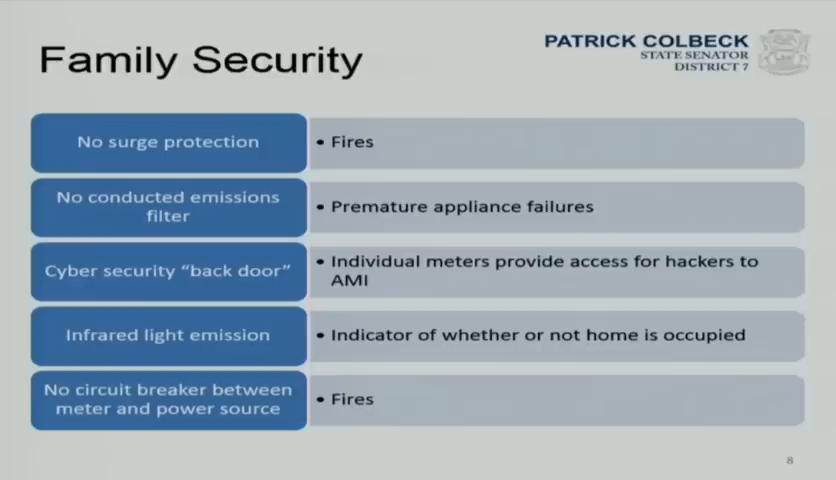 Family Security
PATRICK COLBECK
STATE SENATOR
DISTRICT 7
No surge protection
• Fires
No conducted emissions
filter
• Premature appliance failures
Cyber security “back door”
• Individual meters provide access for hackers to
AMI
Infrared light emission
• Indicator of whether or not home is occupied
No circuit breaker between
meter and power source
• Fires
8